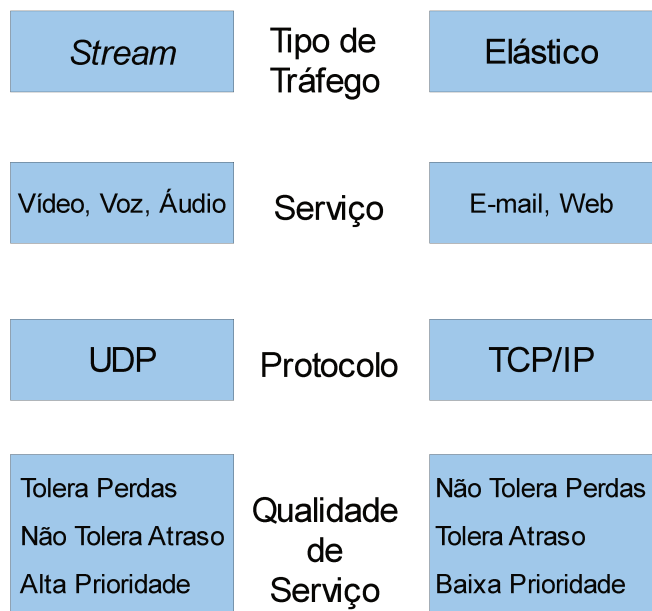 Stream
Tipo de
Tráfego
Elástico
Vídeo, Voz, Áudio
Serviço
E-mail, Web
UDP
Protocolo
TCP/IP
Tolera Perdas
Não Tolera Atraso
Alta Prioridade
Qualidade
de
Serviço
Não Tolera Perdas
Tolera Atraso
Baixa Prioridade